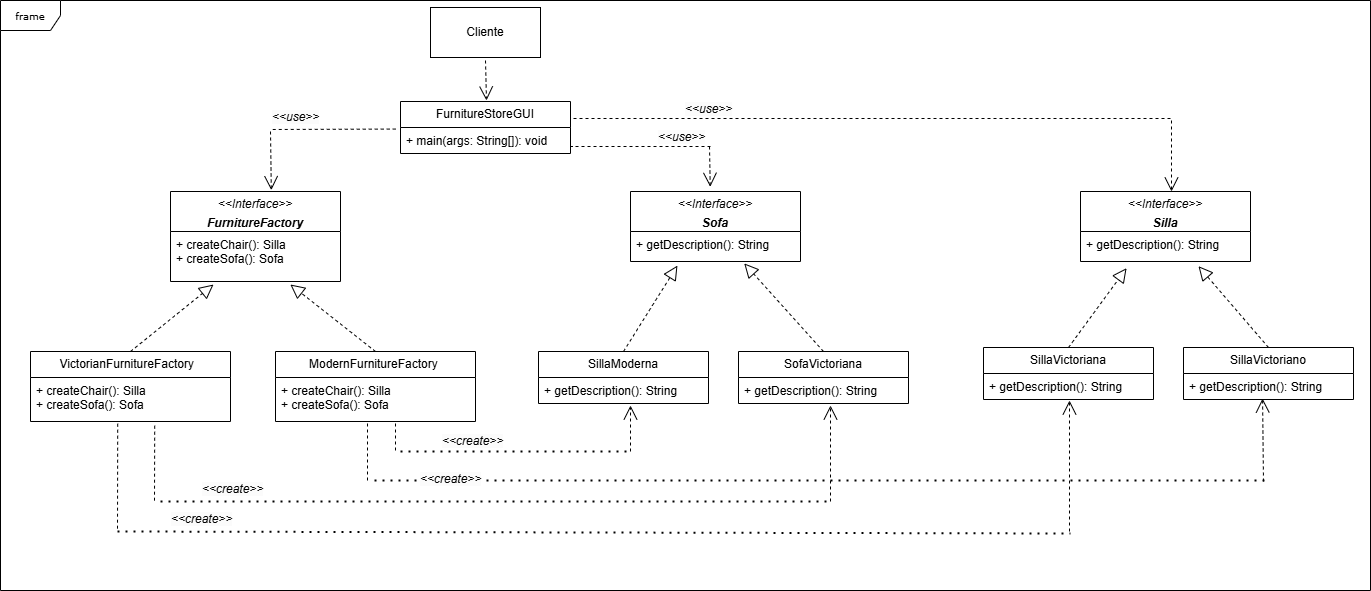 frame
Cliente
FurnitureStoreGUI
+ main(args: String[]): void
<<use>>
<<use>>
<<use>>
<<Interface>>
FurnitureFactory
+ createChair(): Silla
+ createSofa(): Sofa
<<Interface>>
Sofa
+ getDescription(): String
<<Interface>>
Silla
+ getDescription(): String
VictorianFurnitureFactory
+ createChair(): Silla
+ createSofa(): Sofa
ModernFurnitureFactory
+ createChair(): Silla
+ createSofa(): Sofa
SillaModerna
+ getDescription(): String
SofaVictoriana
+ getDescription(): String
SillaVictoriana
+ getDescription(): String
SillaVictoriano
+ getDescription(): String
<<create>>
<<create>>
<<create>>
<<create>>